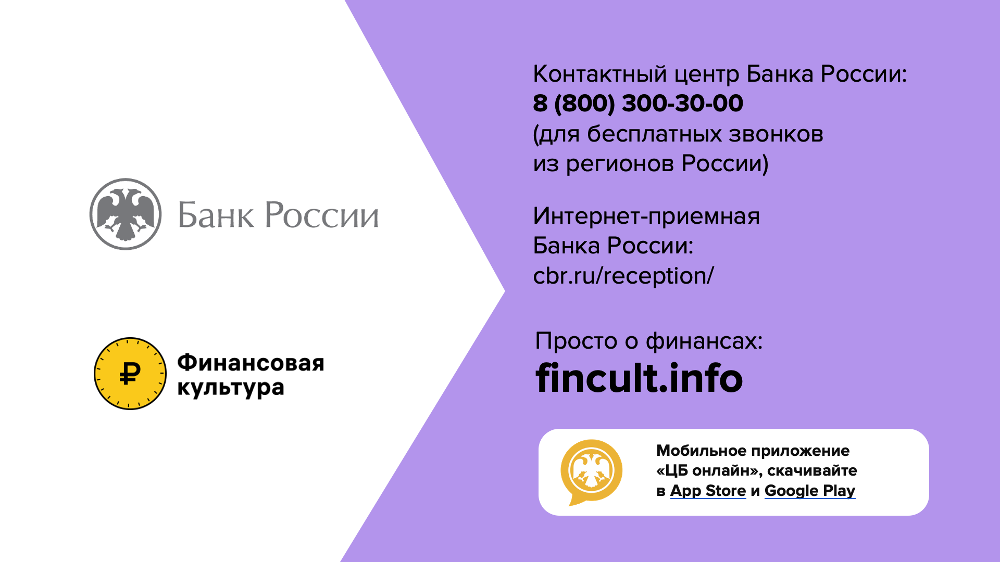 Банк России
₽
Финансовая
культура
Контактный центр Банка России:
8 (800) 300-30-00
(для бесплатных звонков
из регионов России)
Интернет-приемная
Банка России:
cbr.ru/reception/
Просто о финансах:
fincult.info
Мобильное приложение
«ЦБ онлайн», скачивайте
в App Store и Google Play